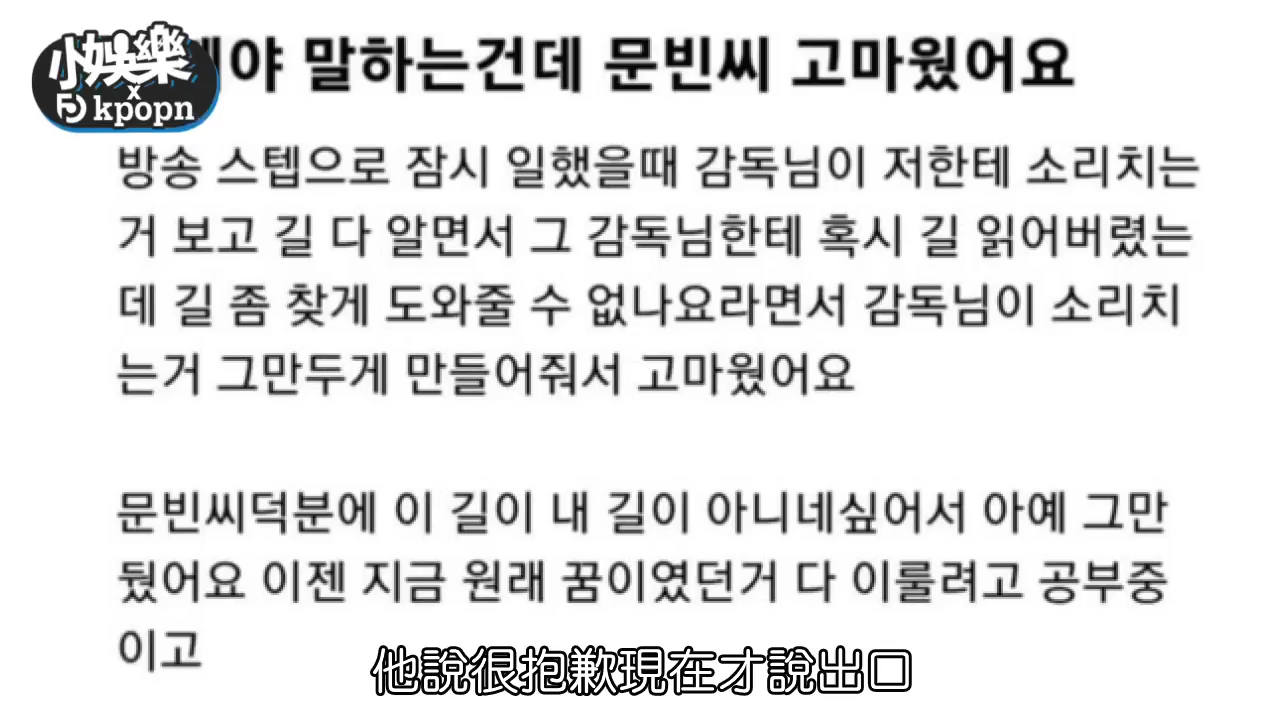 小娛樂
x
kpopn
야 말하는건데 문빈씨 고마웠어요
방송 스텝으로 잠시 일했을때 감독님이 저한테 소리치는
거 보고 길 다 알면서 그 감독님한테 혹시 길 읽어버렸는
데 길 좀 찾게 도와줄 수 없나요라면서 감독님이 소리치
는거 그만두게 만들어줘서 고마웠어요
문빈씨덕분에 이 길이 내 길이 아니네싶어서 아예 그만
뒀어요 이젠 지금 원래 꿈이였던거 다 이룰려고 공부중
이고
他說很抱歉現在才說出口